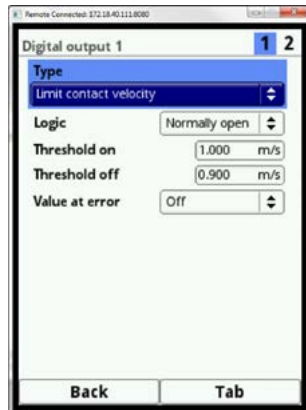 Remote Connected: 172.18.40.111:8080
Digital output 1 1 2
Type
Limit contact velocity
Logic Normally open
Threshold on 1.000 m/s
Threshold off 0.900 m/s
Value at error Off
Back Tab